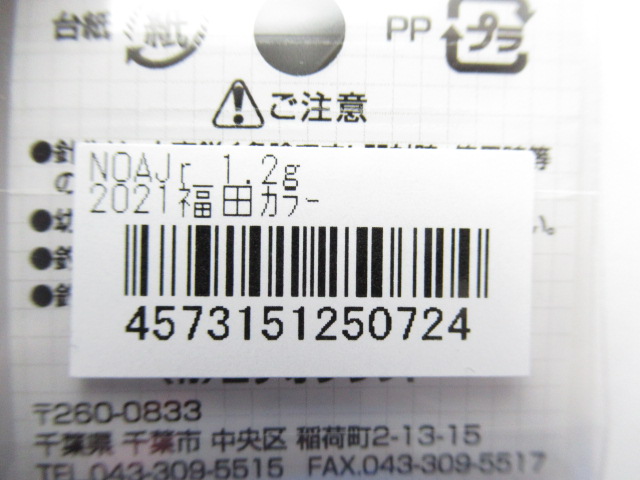 台紙 紙 PP プラ
ご注意
NOAJr 1.2g
2021福田カラー
4573151250724
〒260-0833
千葉県 千葉市 中央区 稲荷町2-13-15
TEL.043-309-5515 FAX.043-309-5517